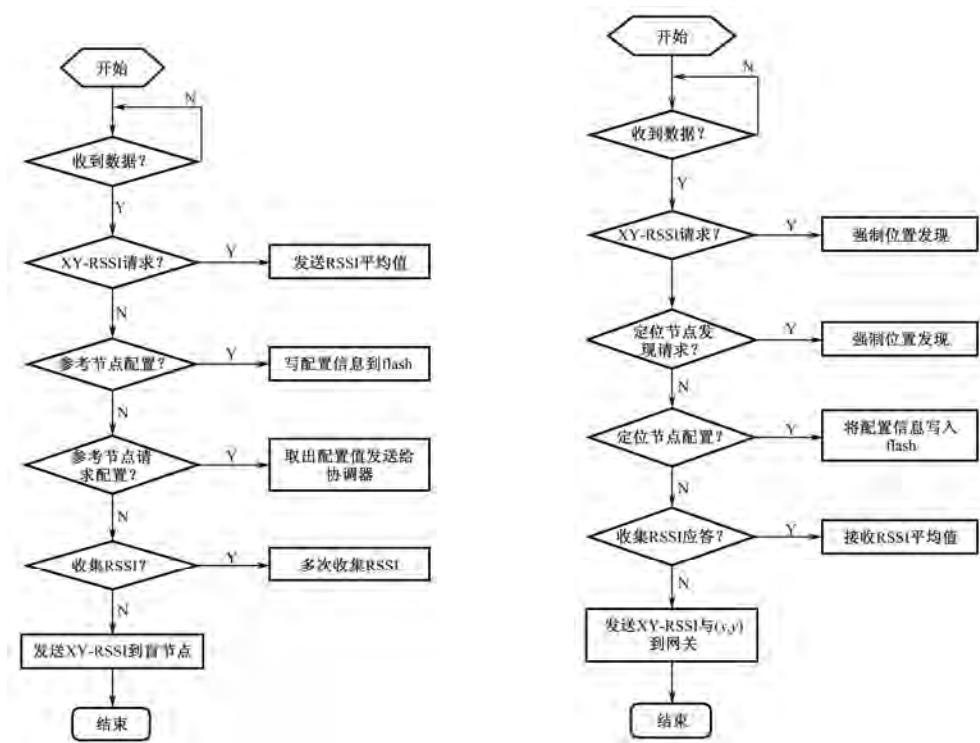 开始
N
收到数据？
Y
XY-RSSI请求？
Y
发送RSSI平均值
N
参考节点配置？
Y
写配置信息到flash
N
参考节点请
求配置？
Y
取出配置值发送给
协调器
N
收集RSSI？
Y
多次收集RSSI
N
发送XY-RSSI到盲节点
结束
开始
N
收到数据？
Y
XY-RSSI请求？
Y
强制位置发现
定位节点发
现请求？
Y
强制位置发现
N
定位节点配置？
Y
将配置信息写入
flash
N
收集RSSI应答？
Y
接收RSSI平均值
N
发送XY-RSSI与(x,y)
到网关
结束